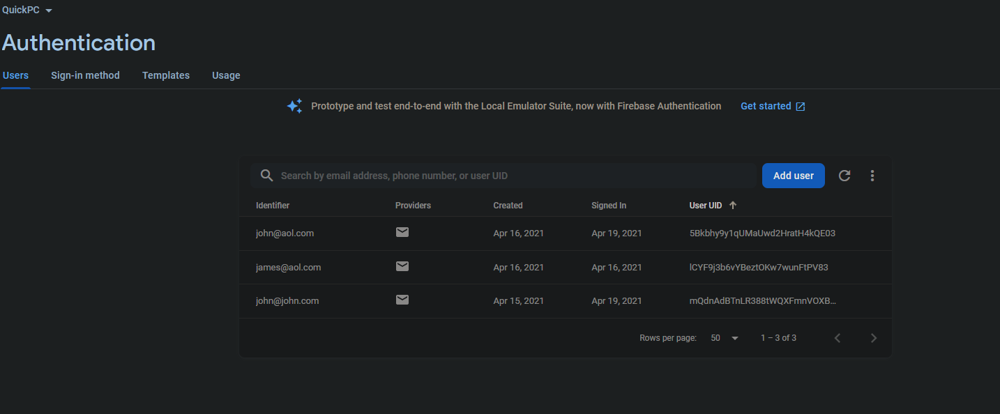 QuickPC
Authentication
Users Sign-in method Templates Usage
Prototype and test end-to-end with the Local Emulator Suite, now with Firebase Authentication Get started
Search by email address, phone number, or user UID Add user
Identifier Providers Created Signed In User UID
john@aol.com Apr 16, 2021 Apr 19, 2021 5Bkbhy9y1qUMaUwd2HratH4kQE03
james@aol.com Apr 16, 2021 Apr 16, 2021 lCYF9j3b6vYBeztOKw7wunFtPV83
john@john.com Apr 15, 2021 Apr 19, 2021 mQdnAdBTnLR388tWQXFmnVOXB...
Rows per page: 50 1 – 3 of 3